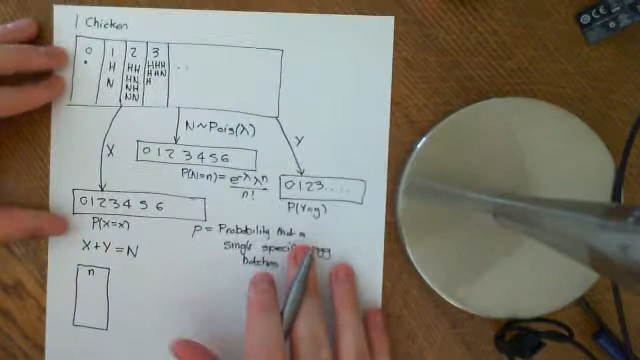 1 Chicken
0 1 2 3
H HH HHH
HHN
N HN H
NH
NN
N ~ Pois(λ)
X
Y
0 1 2 3 4 5 6
P(N=n) = e^-λ λ^n / n!
0 1 2 3 ....
P(Y=y)
0 1 2 3 4 5 6
P(X=x)
p = Probability that a
single specific egg
hatches
X + Y = N
n